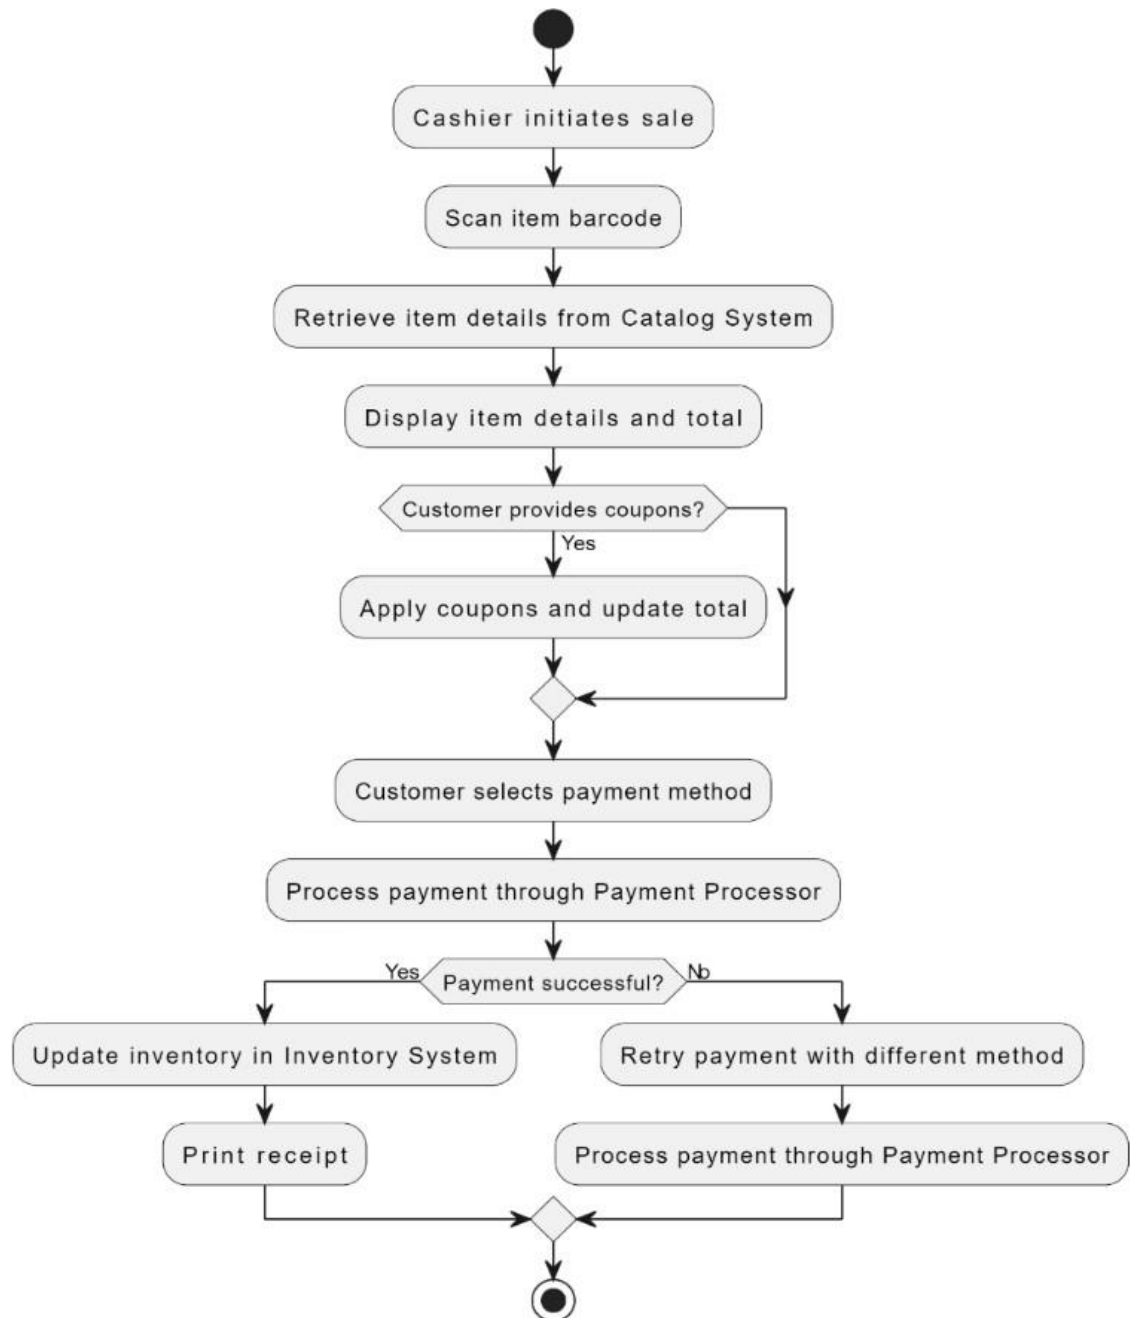 Cashier initiates sale
Scan item barcode
Retrieve item details from Catalog System
Display item details and total
Customer provides coupons?
Yes
Apply coupons and update total
Customer selects payment method
Process payment through Payment Processor
Yes
Payment successful?
No
Update inventory in Inventory System
Retry payment with different method
Print receipt
Process payment through Payment Processor